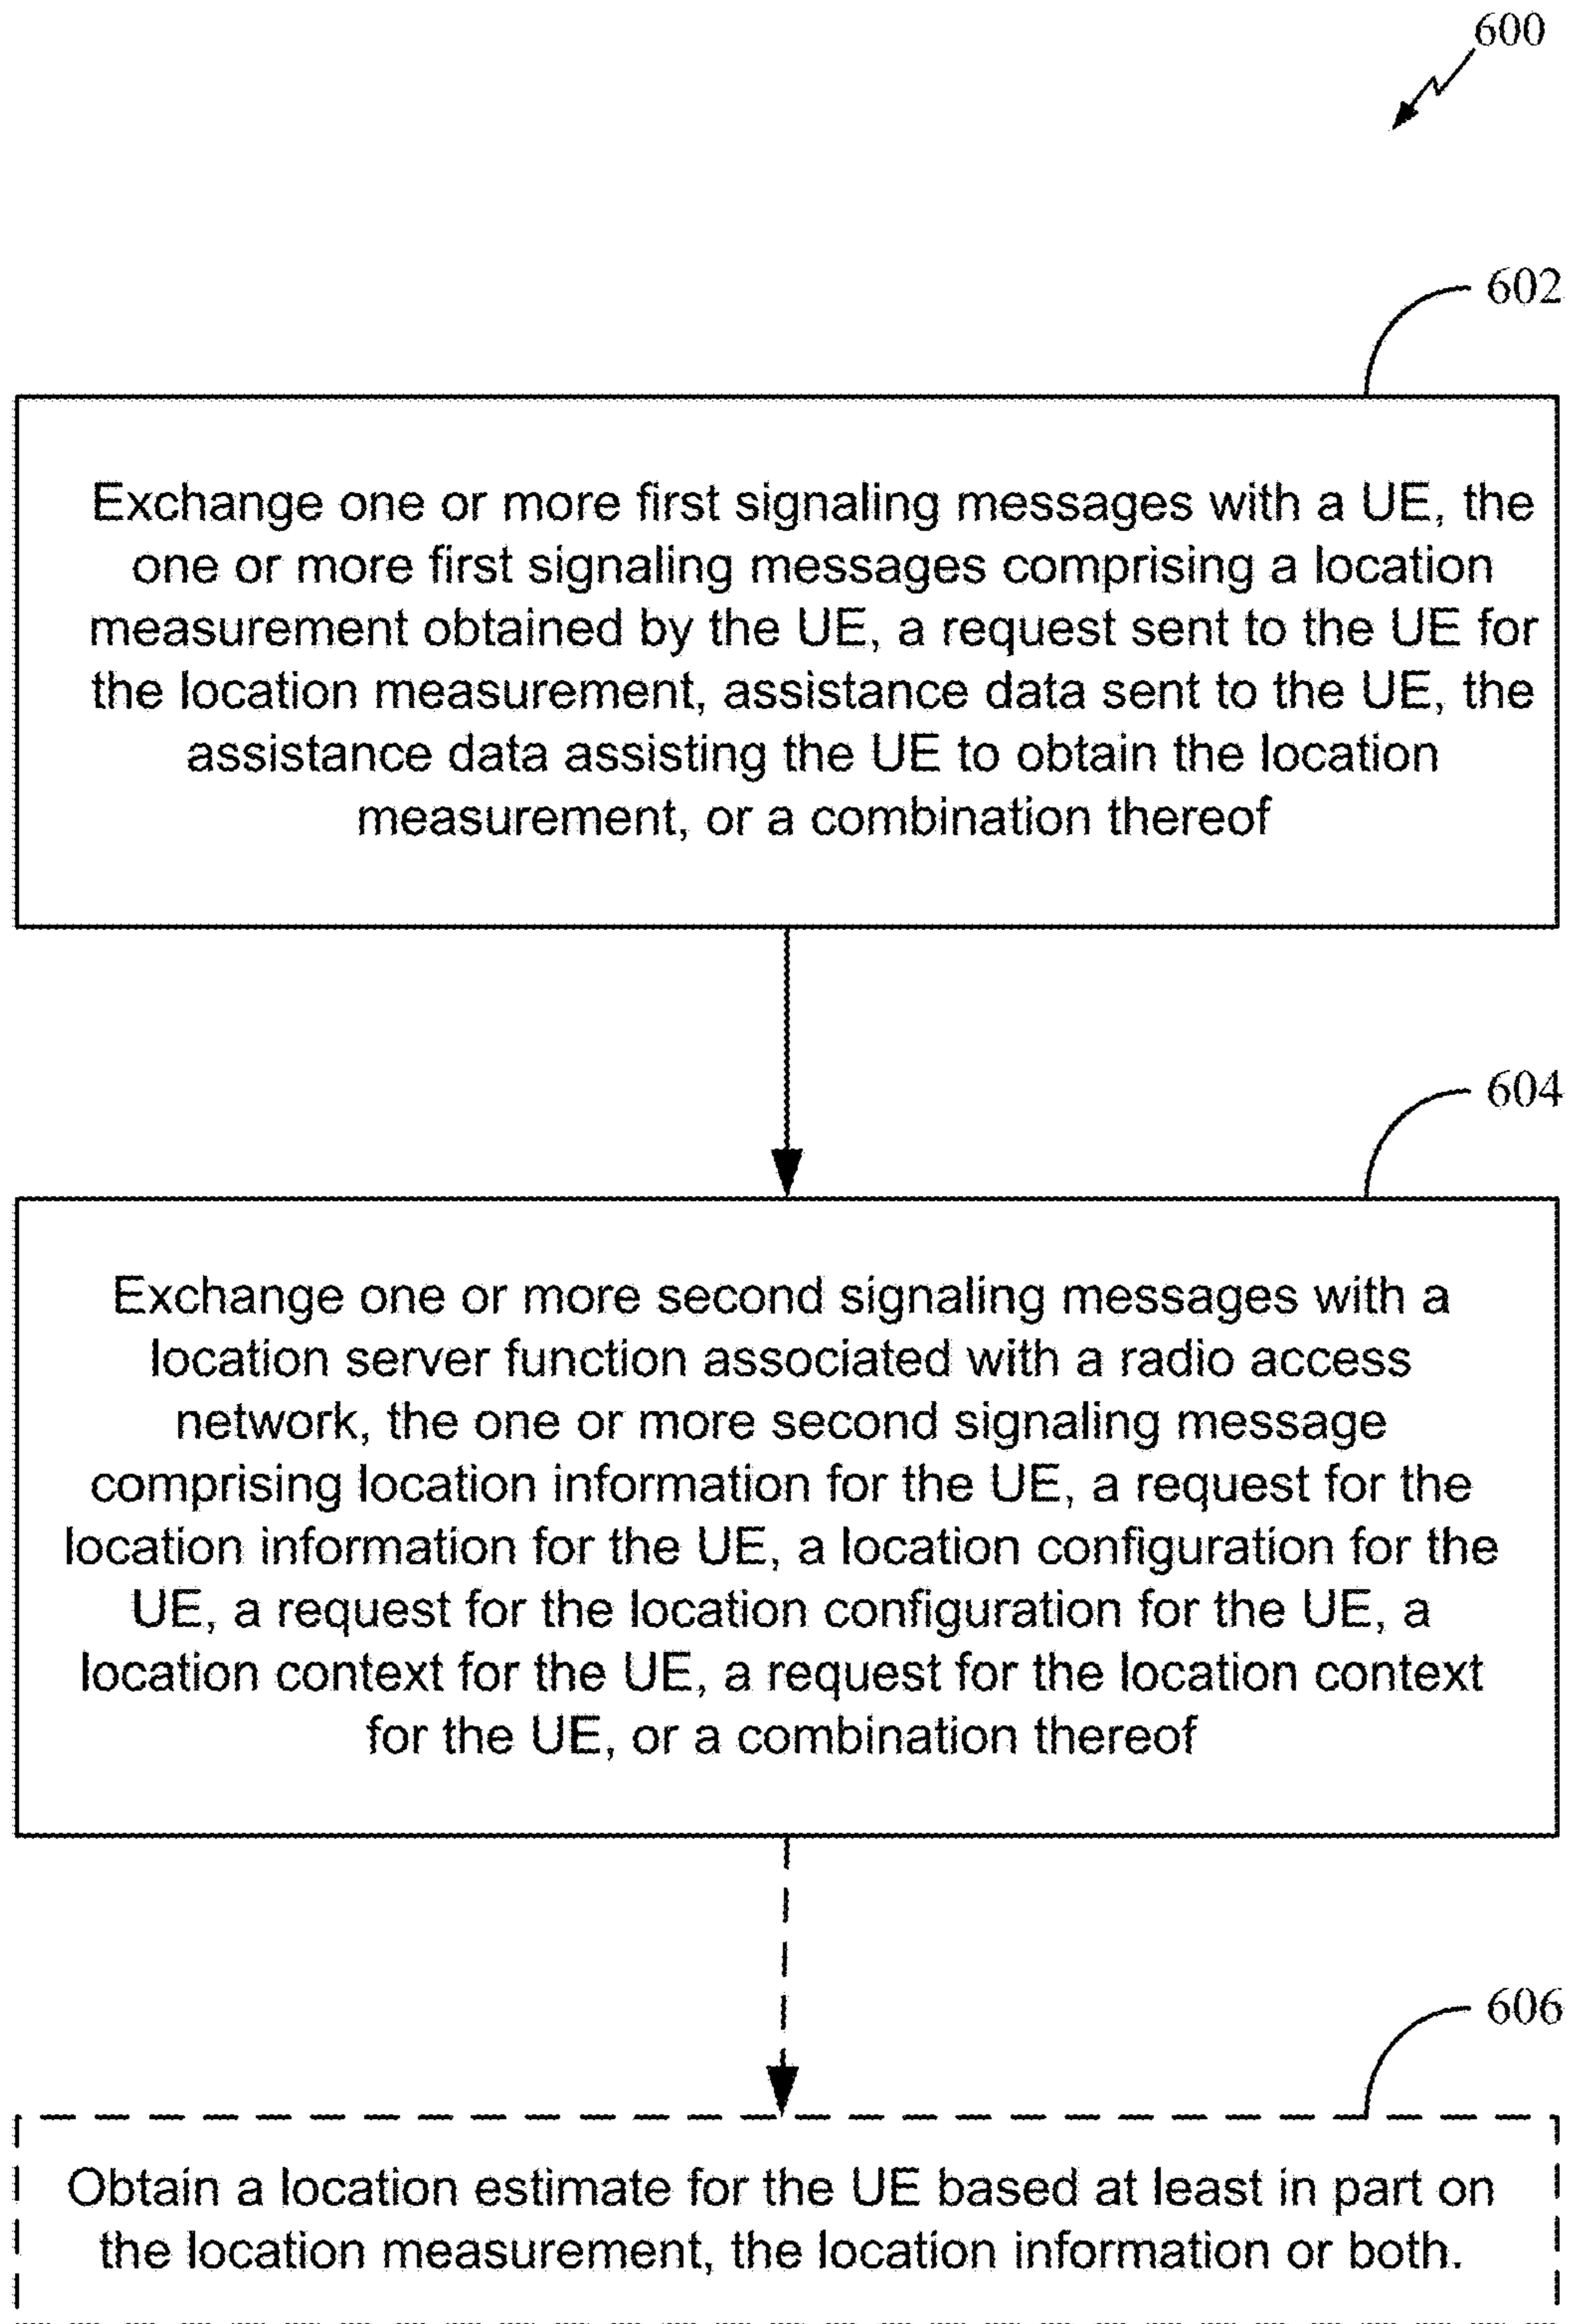 600
602
Exchange one or more first signaling messages with a UE, the
one or more first signaling messages comprising a location
measurement obtained by the UE, a request sent to the UE for
the location measurement, assistance data sent to the UE, the
assistance data assisting the UE to obtain the location
measurement, or a combination thereof
604
Exchange one or more second signaling messages with a
location server function associated with a radio access
network, the one or more second signaling message
comprising location information for the UE, a request for the
location information for the UE, a location configuration for the
UE, a request for the location configuration for the UE, a
location context for the UE, a request for the location context
for the UE, or a combination thereof
606
Obtain a location estimate for the UE based at least in part on
the location measurement, the location information or both.